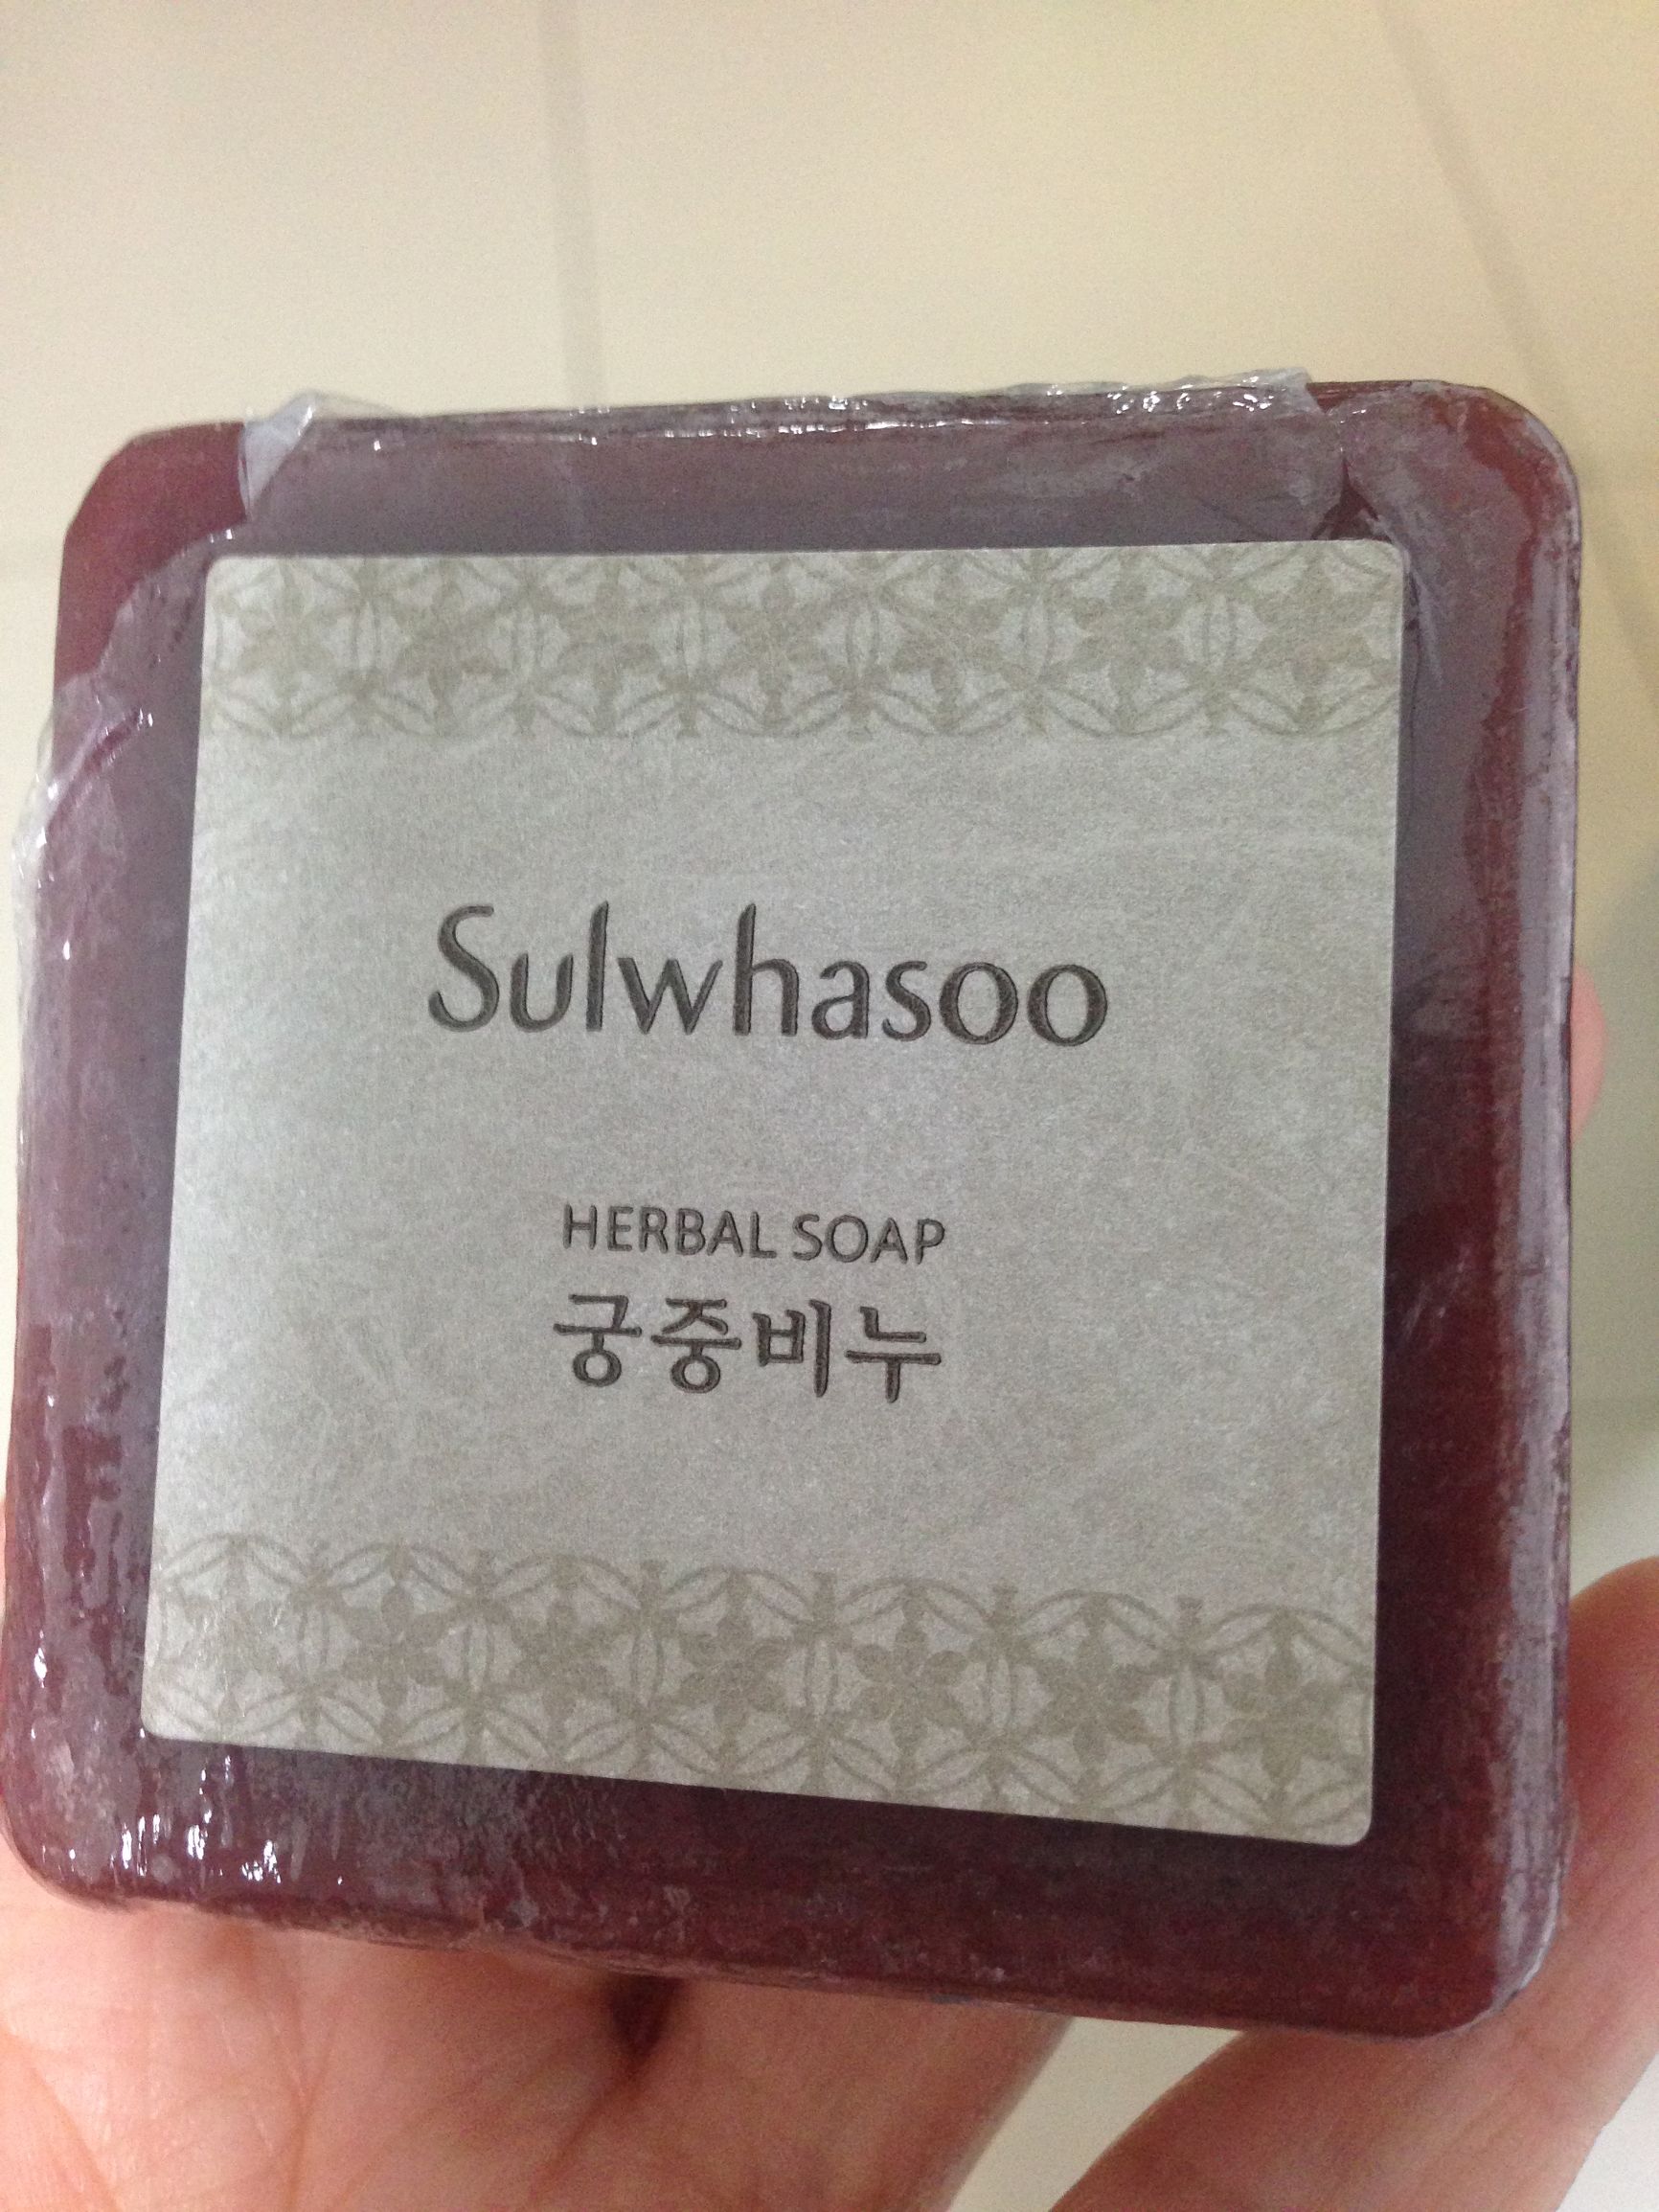 Sulwhasoo
HERBAL SOAP
궁중비누